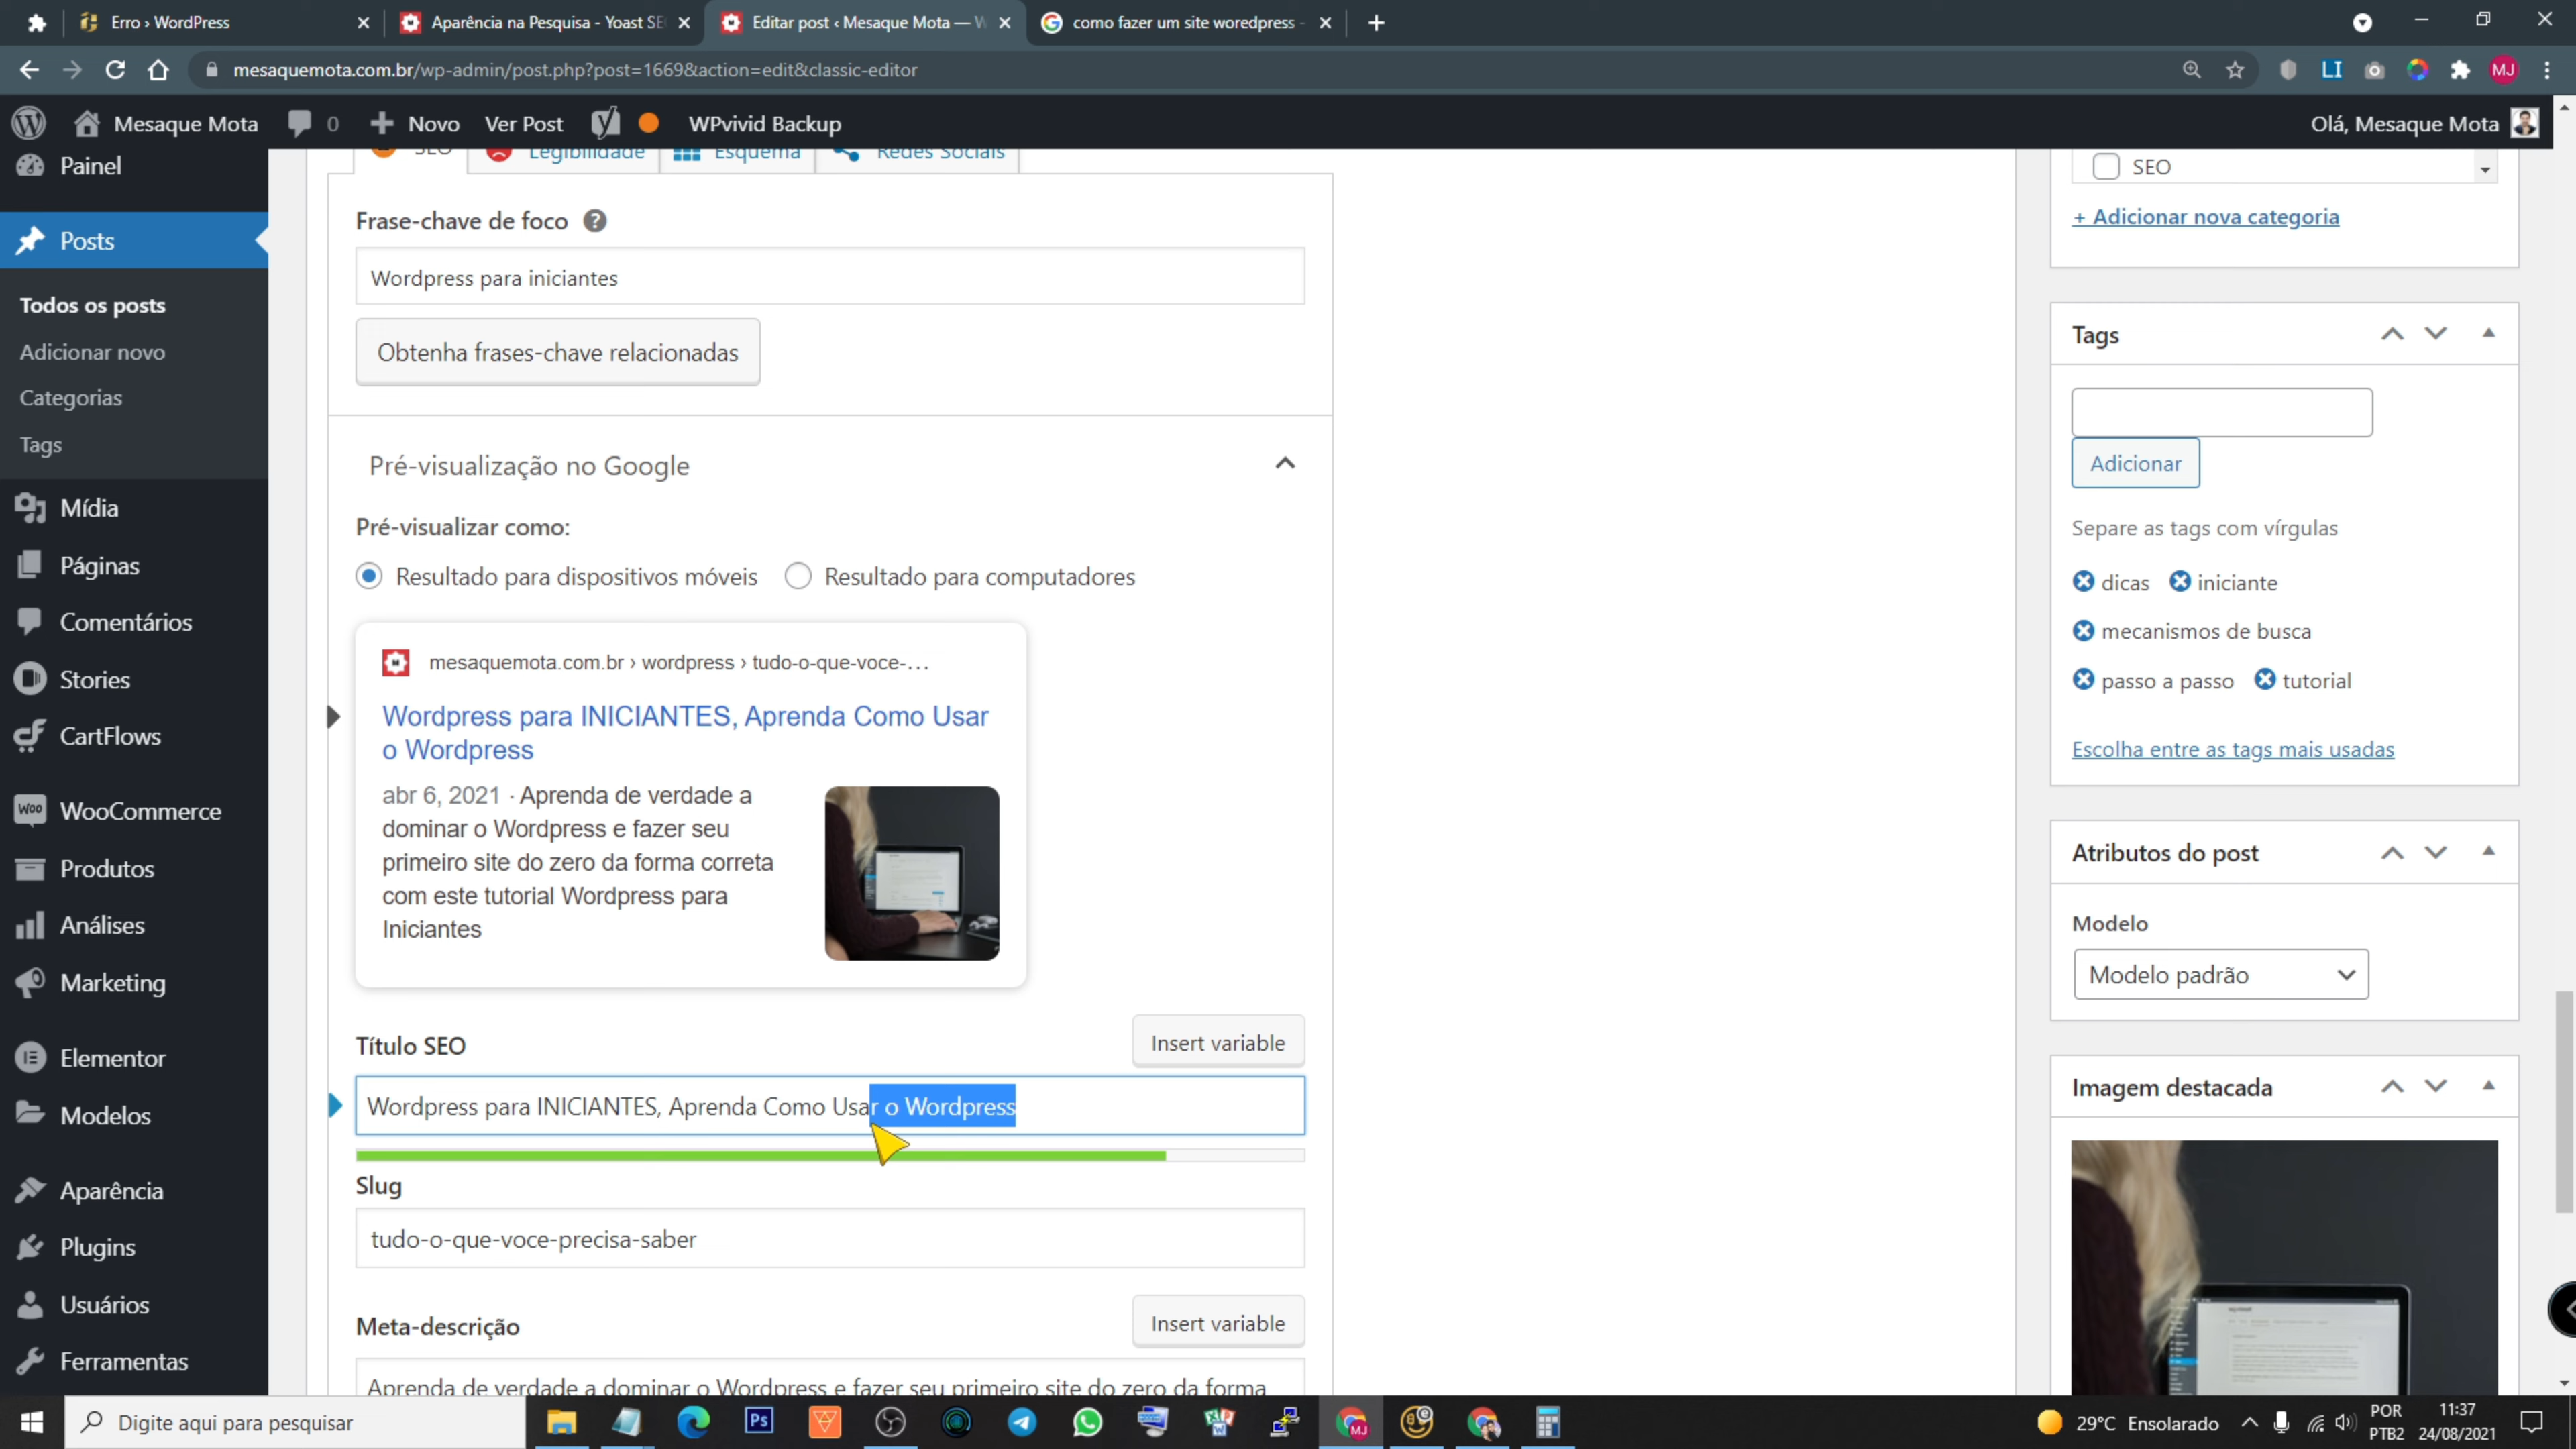 Erro › WordPress
Aparência na Pesquisa - Yoast SE
Editar post ‹ Mesaque Mota — W
como fazer um site woredpress -
mesaquemota.com.br/wp-admin/post.php?post=1669&action=edit&classic-editor
LI
MJ
Mesaque Mota
0
Novo
Ver Post
WPvivid Backup
Olá, Mesaque Mota
Painel
Posts
Todos os posts
Adicionar novo
Categorias
Tags
Mídia
Páginas
Comentários
Stories
CartFlows
WooCommerce
Produtos
Análises
Marketing
Elementor
Modelos
Aparência
Plugins
Usuários
Ferramentas
SEO
Legibilidade
Esquema
Redes Sociais
Frase-chave de foco
Wordpress para iniciantes
Obtenha frases-chave relacionadas
Pré-visualização no Google
Pré-visualizar como:
Resultado para dispositivos móveis
Resultado para computadores
mesaquemota.com.br › wordpress › tudo-o-que-voce-…
Wordpress para INICIANTES, Aprenda Como Usar
o Wordpress
abr 6, 2021 · Aprenda de verdade a
dominar o Wordpress e fazer seu
primeiro site do zero da forma correta
com este tutorial Wordpress para
Iniciantes
Título SEO
Insert variable
Wordpress para INICIANTES, Aprenda Como Usar o Wordpress
Slug
tudo-o-que-voce-precisa-saber
Meta-descrição
Insert variable
Aprenda de verdade a dominar o Wordpress e fazer seu primeiro site do zero da forma
SEO
+ Adicionar nova categoria
Tags
Adicionar
Separe as tags com vírgulas
dicas
iniciante
mecanismos de busca
passo a passo
tutorial
Escolha entre as tags mais usadas
Atributos do post
Modelo
Modelo padrão
Imagem destacada
Digite aqui para pesquisar
Ps
MJ
29°C Ensolarado
POR
PTB2
11:37
24/08/2021